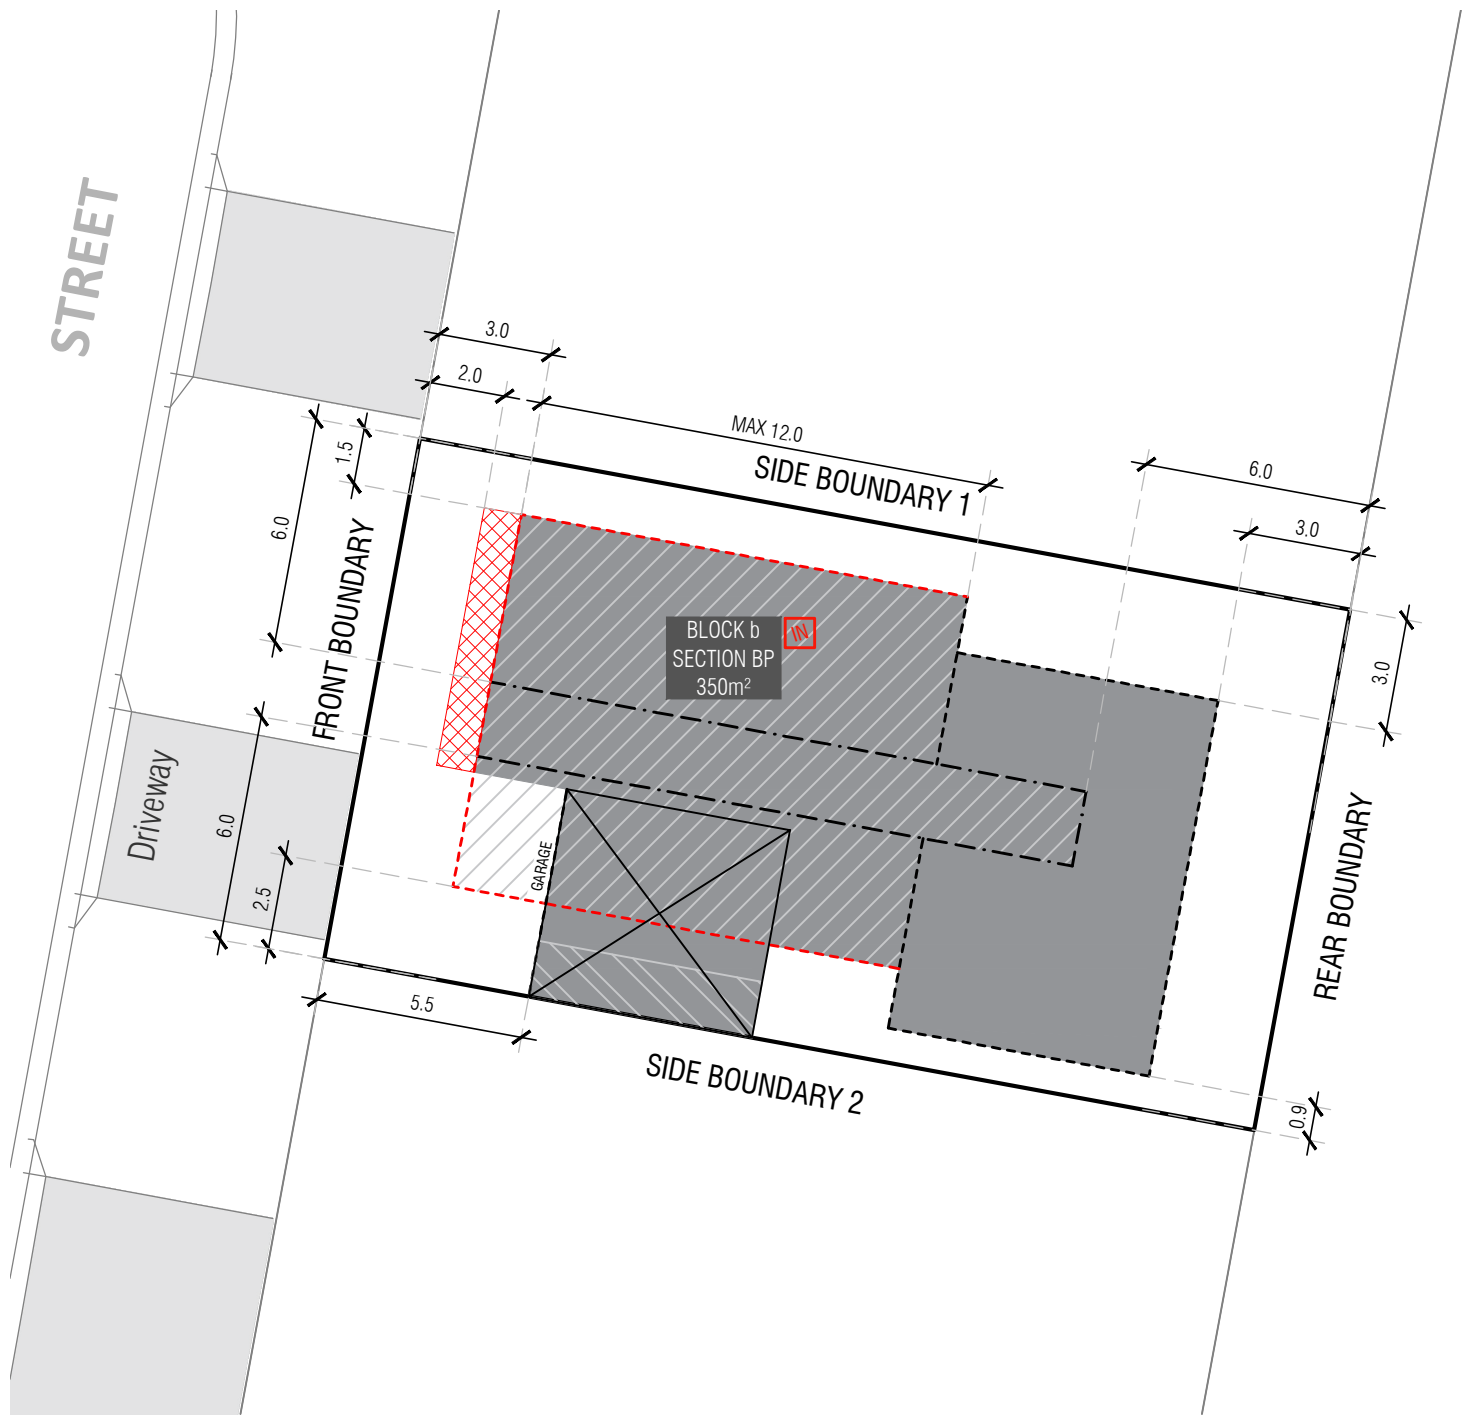 STREET
3.0
2.0
MAX 12.0
SIDE BOUNDARY 1
6.0
3.0
1.5
6.0
FRONT BOUNDARY
BLOCK b
IN
SECTION BP
350m²
3.0
Driveway
6.0
2.5
GARAGE
REAR BOUNDARY
5.5
SIDE BOUNDARY 2
0.9